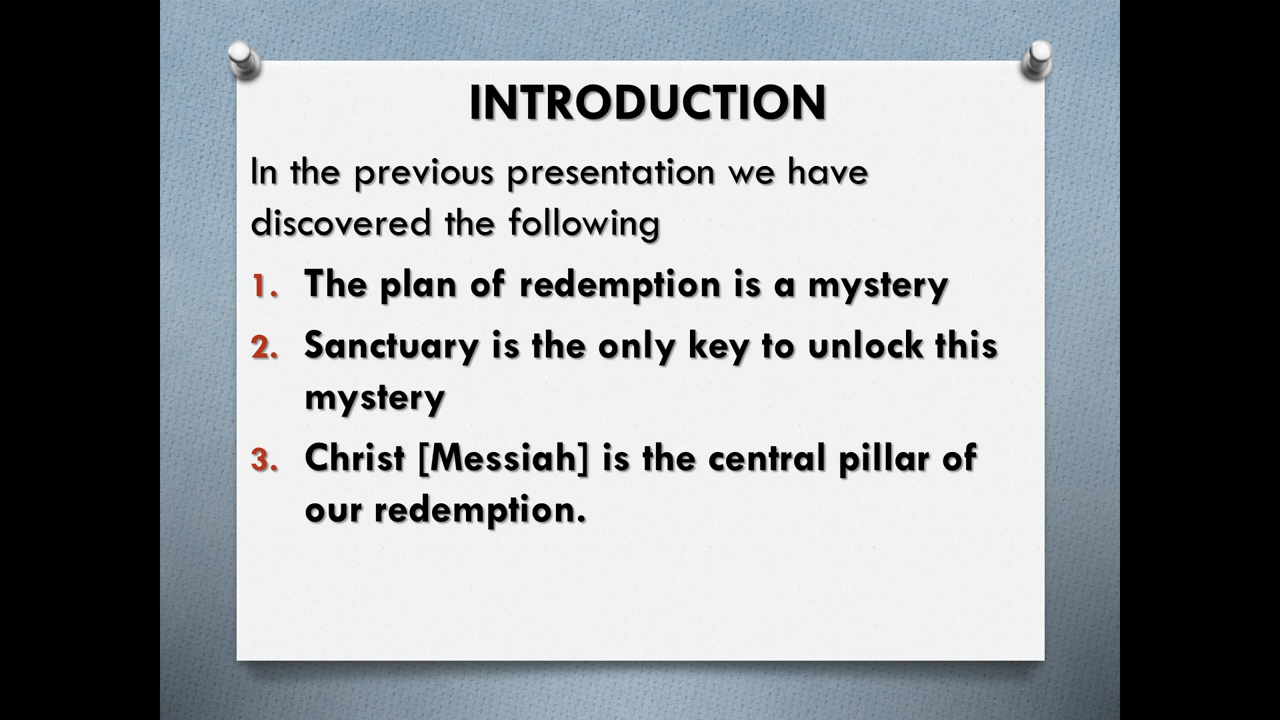 INTRODUCTION
In the previous presentation we have
discovered the following
1. The plan of redemption is a mystery
2. Sanctuary is the only key to unlock this
mystery
3. Christ [Messiah] is the central pillar of
our redemption.